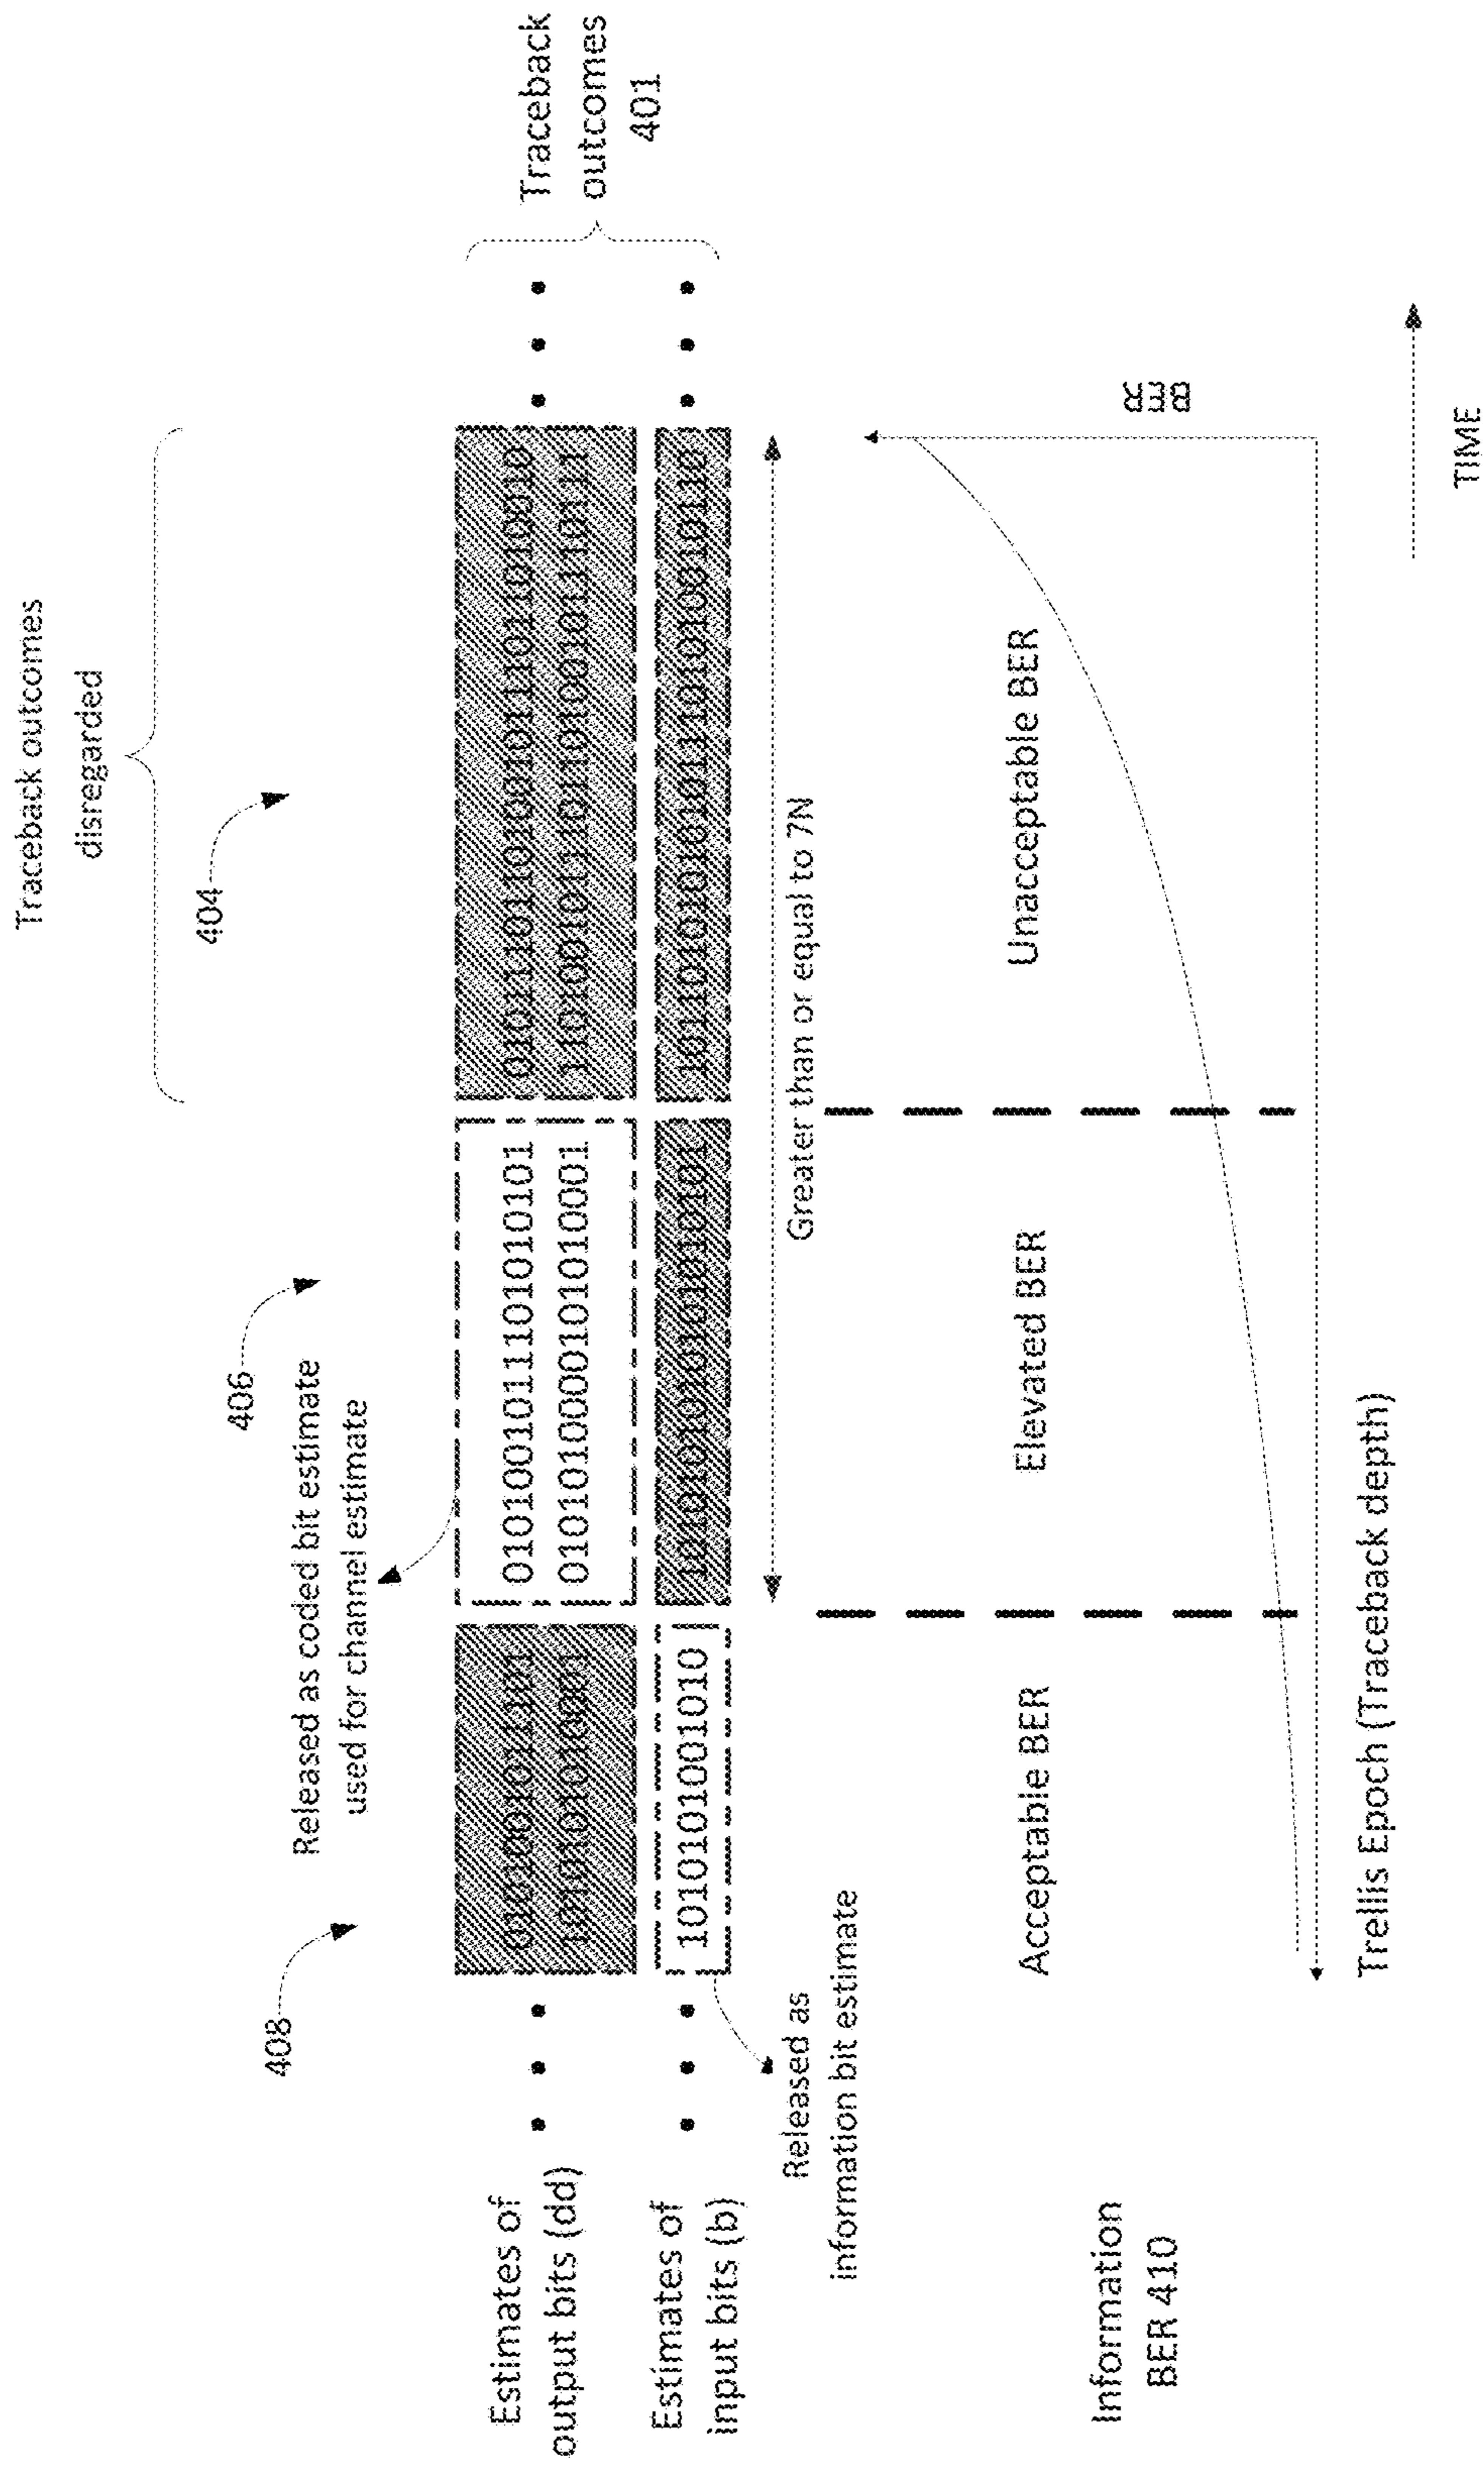 Traceback outcomes
disregarded
404
406
Released as coded bit estimate
used for channel estimate
408
Traceback
outcomes
401
Estimates of
output bits (dd)
0101001011101010101
0101010000101010001
Estimates of
input bits (b)
1010101001010
Greater than or equal to 7N
Released as
information bit estimate
Information
BER 410
Acceptable BER
Elevated BER
Unacceptable BER
BER
Trellis Epoch (Traceback depth)
TIME